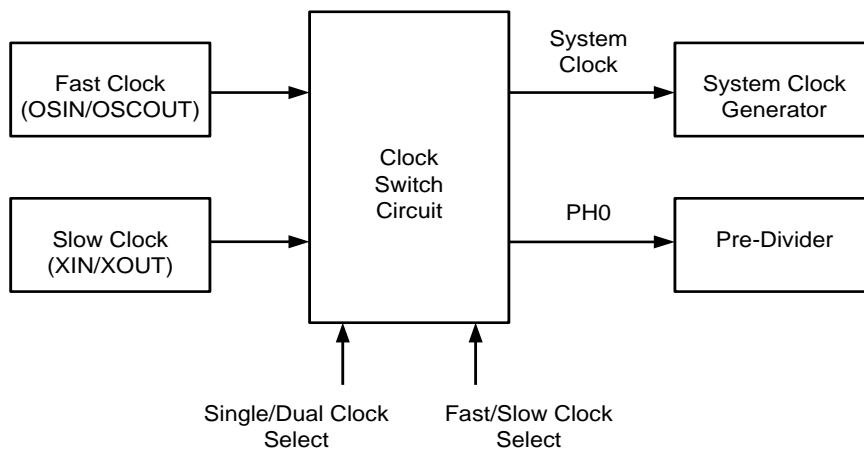 Fast Clock
(OSIN/OSCOUT)
Slow Clock
(XIN/XOUT)
Clock
Switch
Circuit
System
Clock
System Clock
Generator
PH0
Pre-Divider
Single/Dual Clock
Select
Fast/Slow Clock
Select